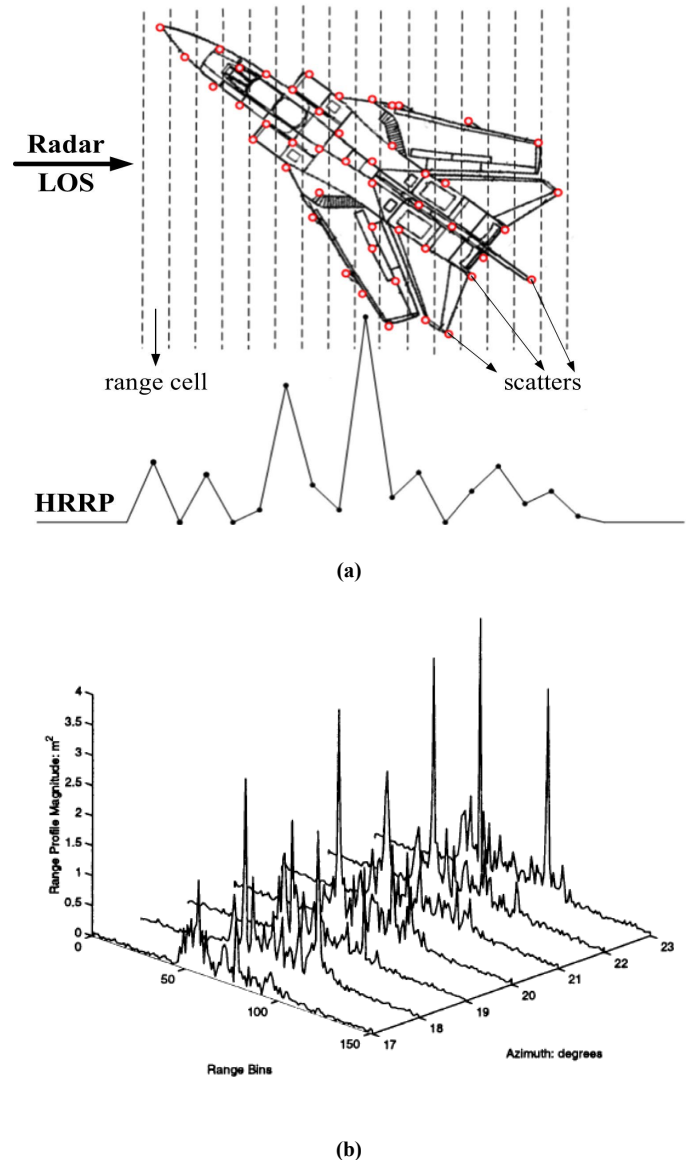 Radar
LOS
range cell
scatters
HRRP
(a)
4
3.5
3
2.5
2
1.5
1
0.5
0
0
50
100
150
17
18
19
20
21
22
23
Range Profile Magnitude: m²
Range Bins
Azimuth: degrees
(b)